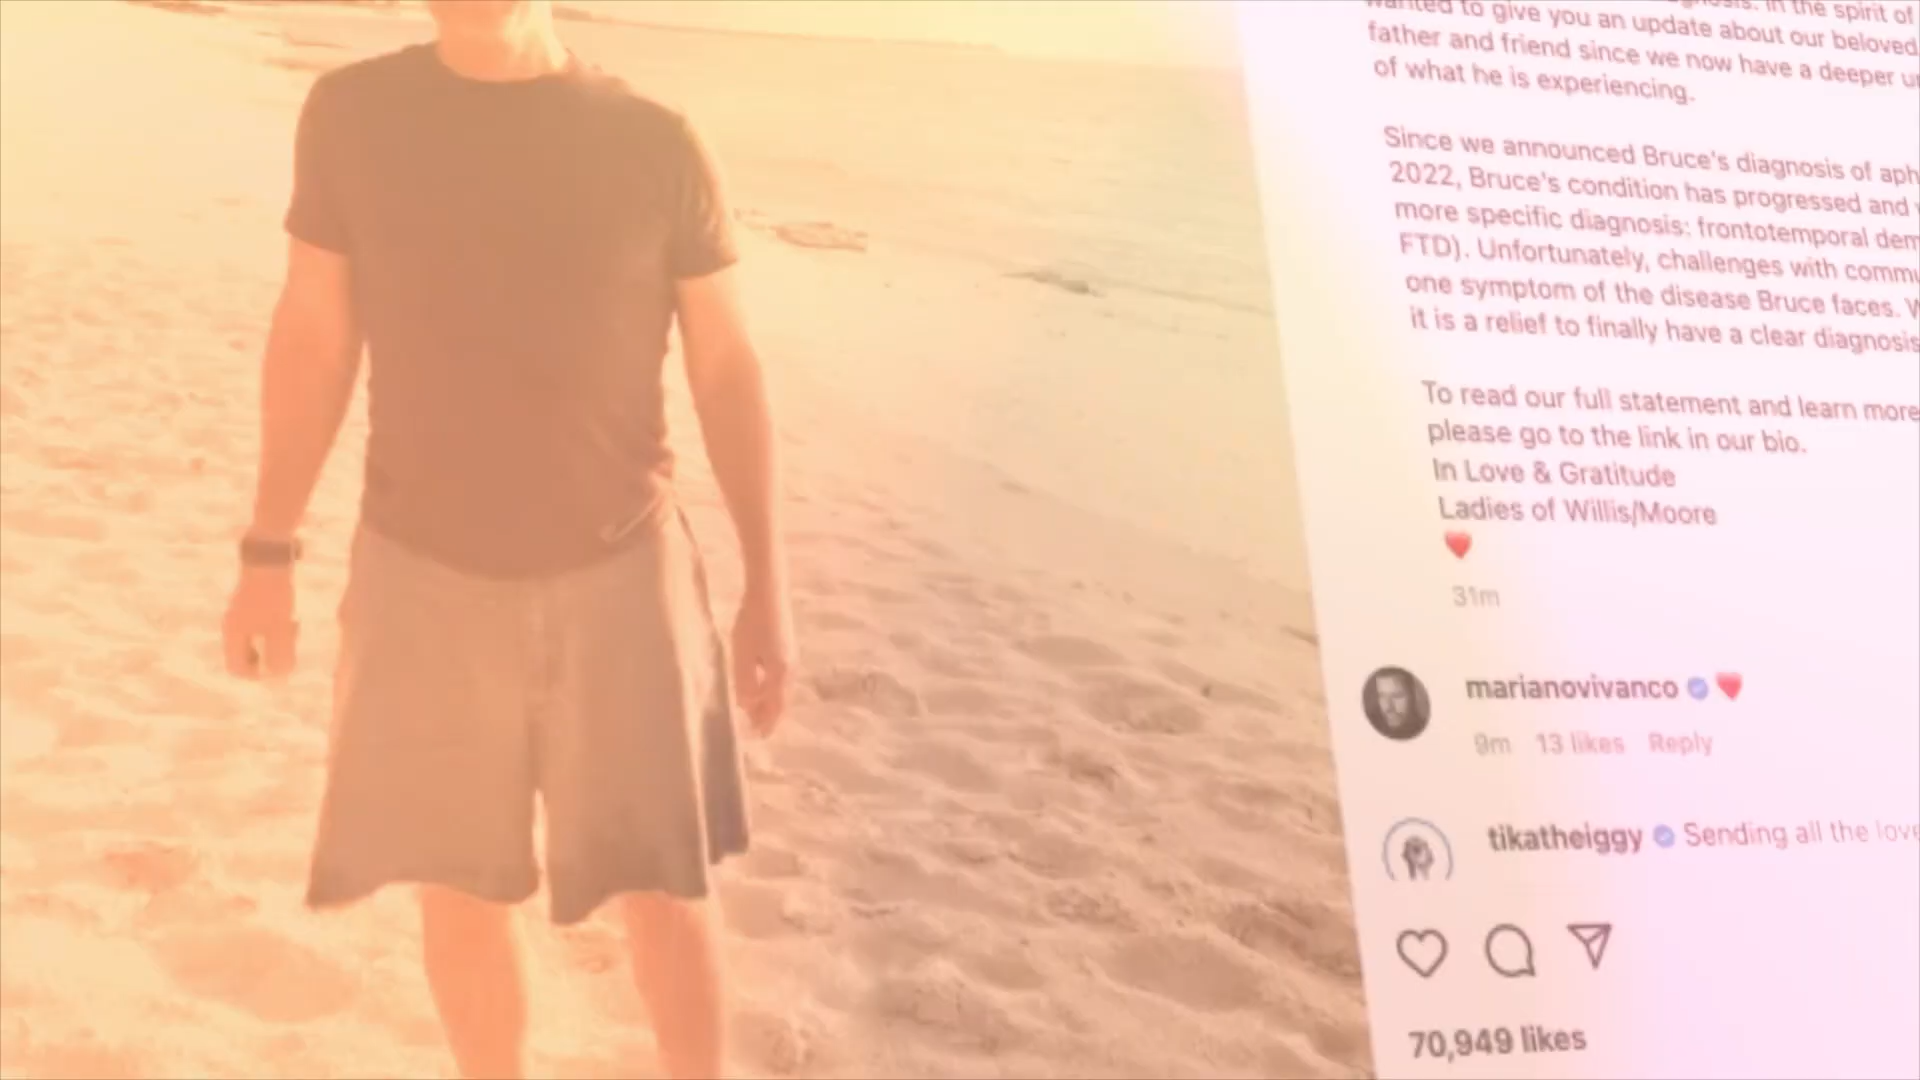 wanted to give you an update about our beloved
father and friend since we now have a deeper
of what he is experiencing.
Since we announced Bruce's diagnosis of
2022, Bruce's condition has progressed and
more specific diagnosis: frontotemporal
FTD). Unfortunately, challenges with
one symptom of the disease Bruce faces.
it is a relief to finally have a clear diagnosis
To read our full statement and learn more
please go to the link in our bio.
In Love & Gratitude
Ladies of Willis/Moore
❤️
31m
marianovivanco ❤️
9m 13 likes Reply
tikatheiggy Sending all the love
70,949 likes